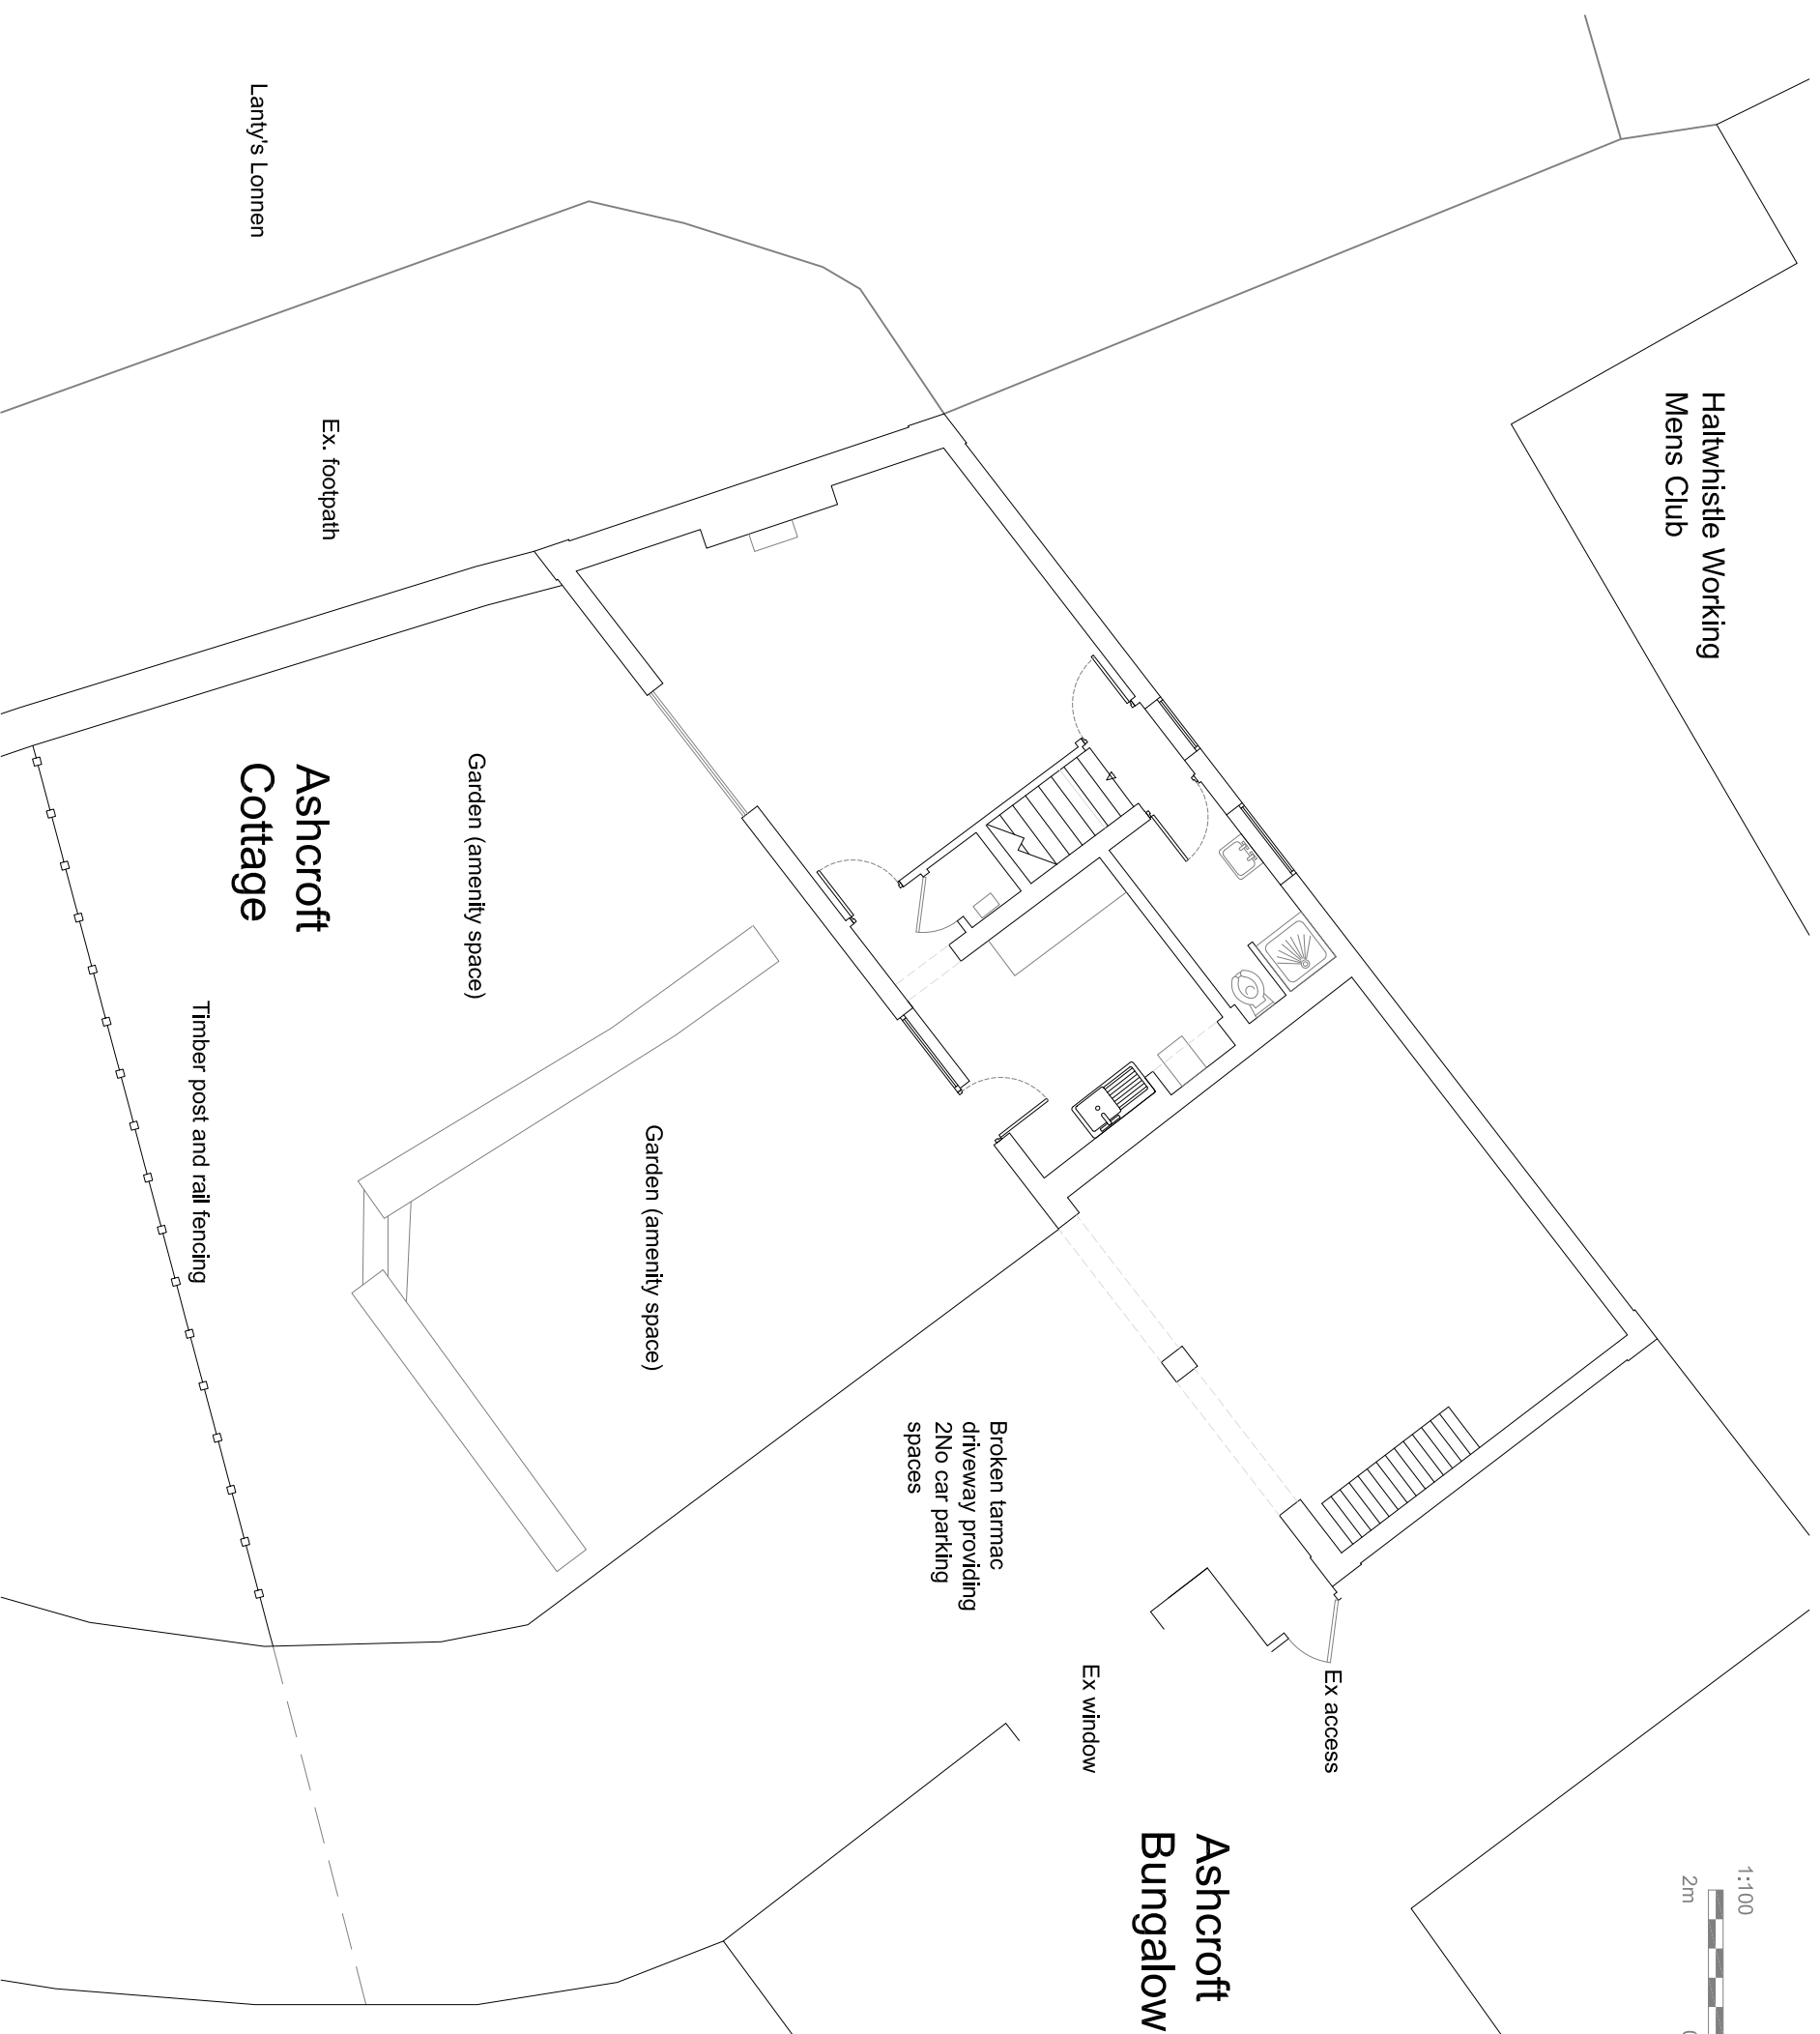 Haltwhistle Working
Mens Club
Lanty's Lonnen
Ex. footpath
Ashcroft
Cottage
Garden (amenity space)
Timber post and rail fencing
Garden (amenity space)
Broken tarmac
driveway providing
2No car parking
spaces
Ex window
Ex access
Ashcroft
Bungalow
1:100
2m